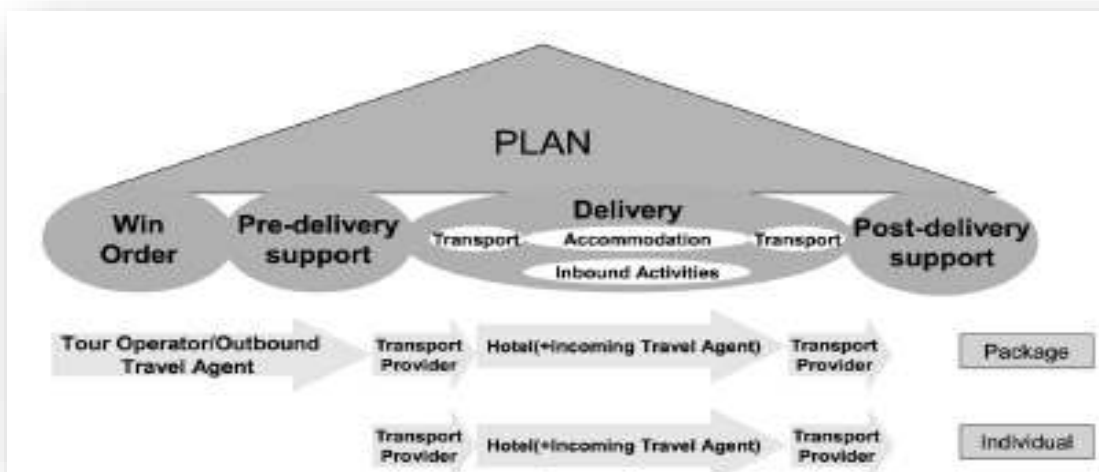 PLAN
Win
Order
Pre-delivery
support
Delivery
Transport
Accommodation
Transport
Inbound Activities
Post-delivery
support
Tour Operator/Outbound
Travel Agent
Transport
Provider
Hotel(+Incoming Travel Agent)
Transport
Provider
Package
Transport
Provider
Hotel(+Incoming Travel Agent)
Transport
Provider
Individual